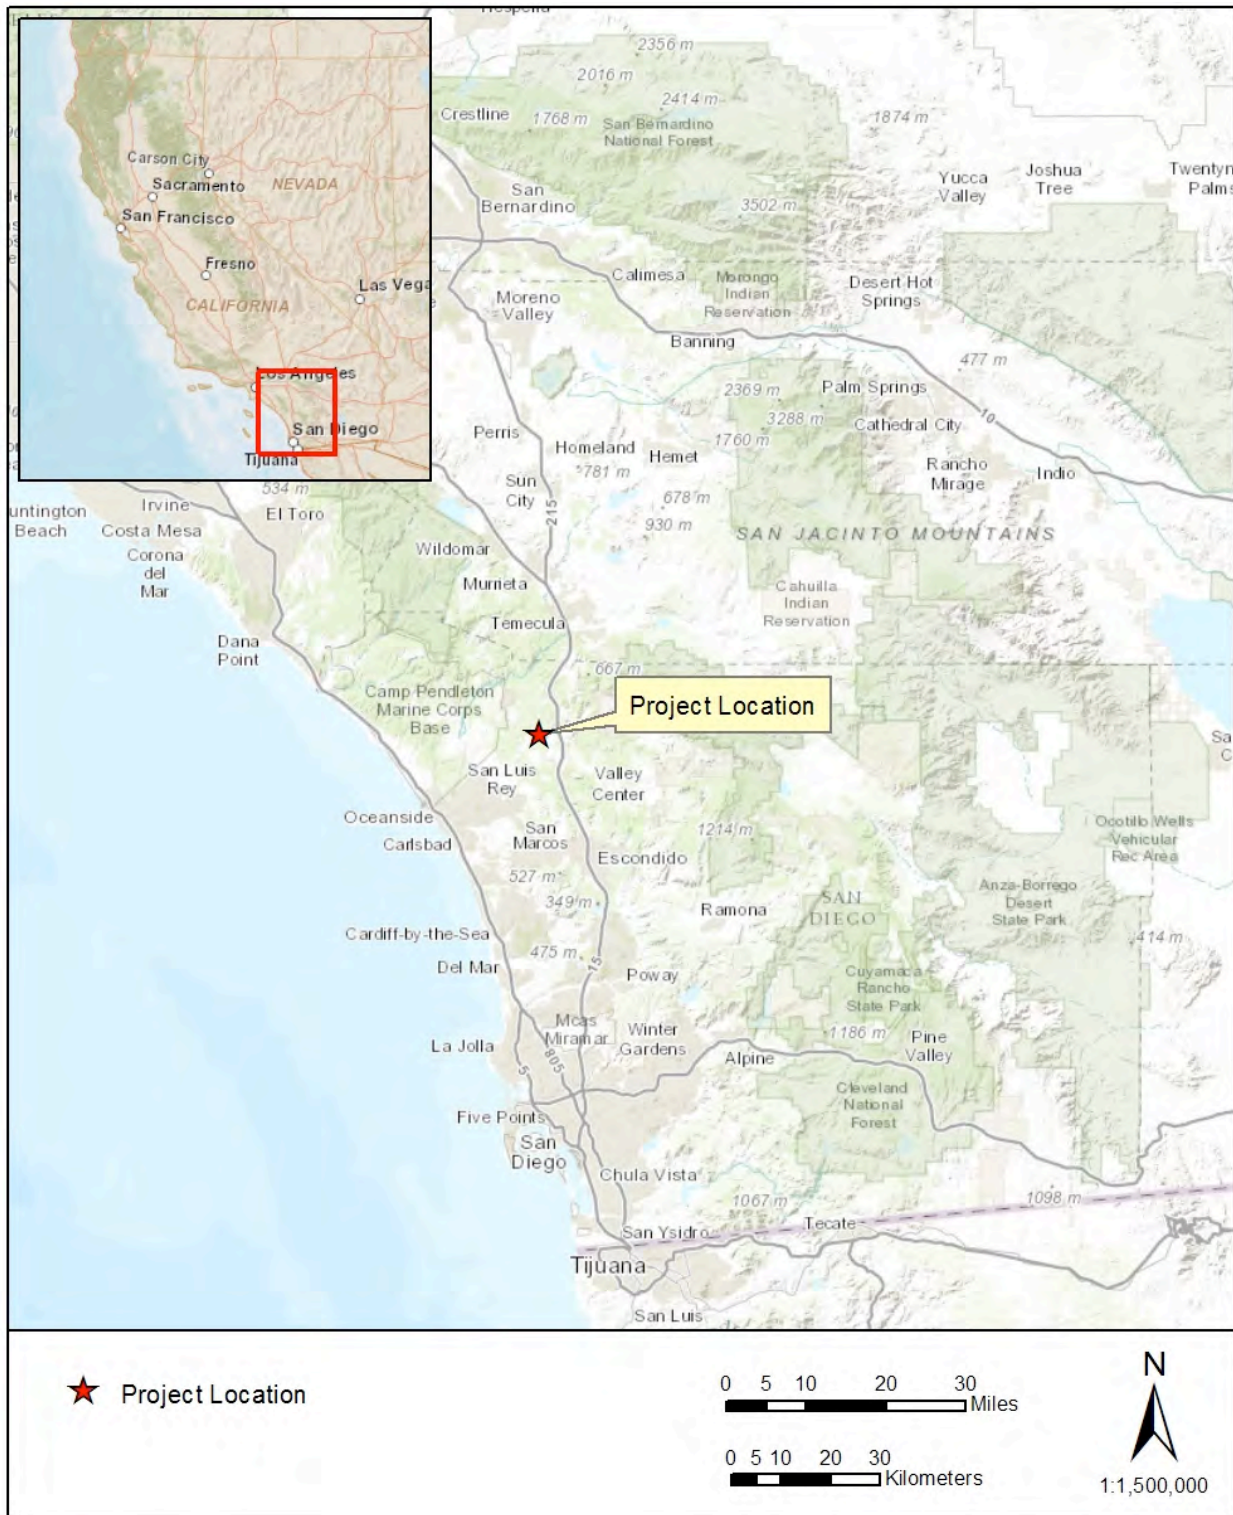 Crestline
2356 m
2016 m
2414 m
1768 m
San Bernardino
National Forest
1874 m
Yucca
Valley
Joshua
Tree
Twentyn
Palms
San
Bernardino
3502 m
Carson City
Sacramento
NEVADA
San Francisco
Fresno
Las Vega
CALIFORNIA
Los Angeles
San Diego
Tijuana
Calimesa
Morongo
Indian
Reservation
Desert Hot
Springs
Moreno
Valley
Banning
477 m
2369 m
Palm Springs
3288 m
10
Cathedral City
1760 m
Perris
Homeland
Hemet
781 m
Rancho
Mirage
Indio
Sun
City
678 m
215
930 m
SAN JACINTO MOUNTAINS
534 m
El Toro
Irvine
untington
Beach
Costa Mesa
Corona
del
Mar
Wildomar
Murrieta
Cahuilla
Indian
Reservation
Temecula
Dana
Point
667 m
Camp Pendleton
Marine Corps
Base
Project Location
Sa
C
San Luis
Rey
Valley
Center
Oceanside
Carlsbad
San
Marcos
1214 m
Ocotillo Wells
Vehicular
Rec Area
Escondido
527 m
349 m
Ramona
SAN
DIEGO
Anza-Borrego
Desert
State Park
Cardiff-by-the-Sea
475 m
414 m
Del Mar
15
Poway
Cuyamaca
Rancho
State Park
Mcas
Miramar
Winter
Gardens
1186 m
Pine
Valley
La Jolla
805
5
Alpine
Cleveland
National
Forest
Five Points
San
Diego
Chula Vista
1067 m
1098 m
San Ysidro
Tecate
Tijuana
San Luis
Project Location
0 5 10 20 30
Miles
0 5 10 20 30
Kilometers
N
1:1,500,000